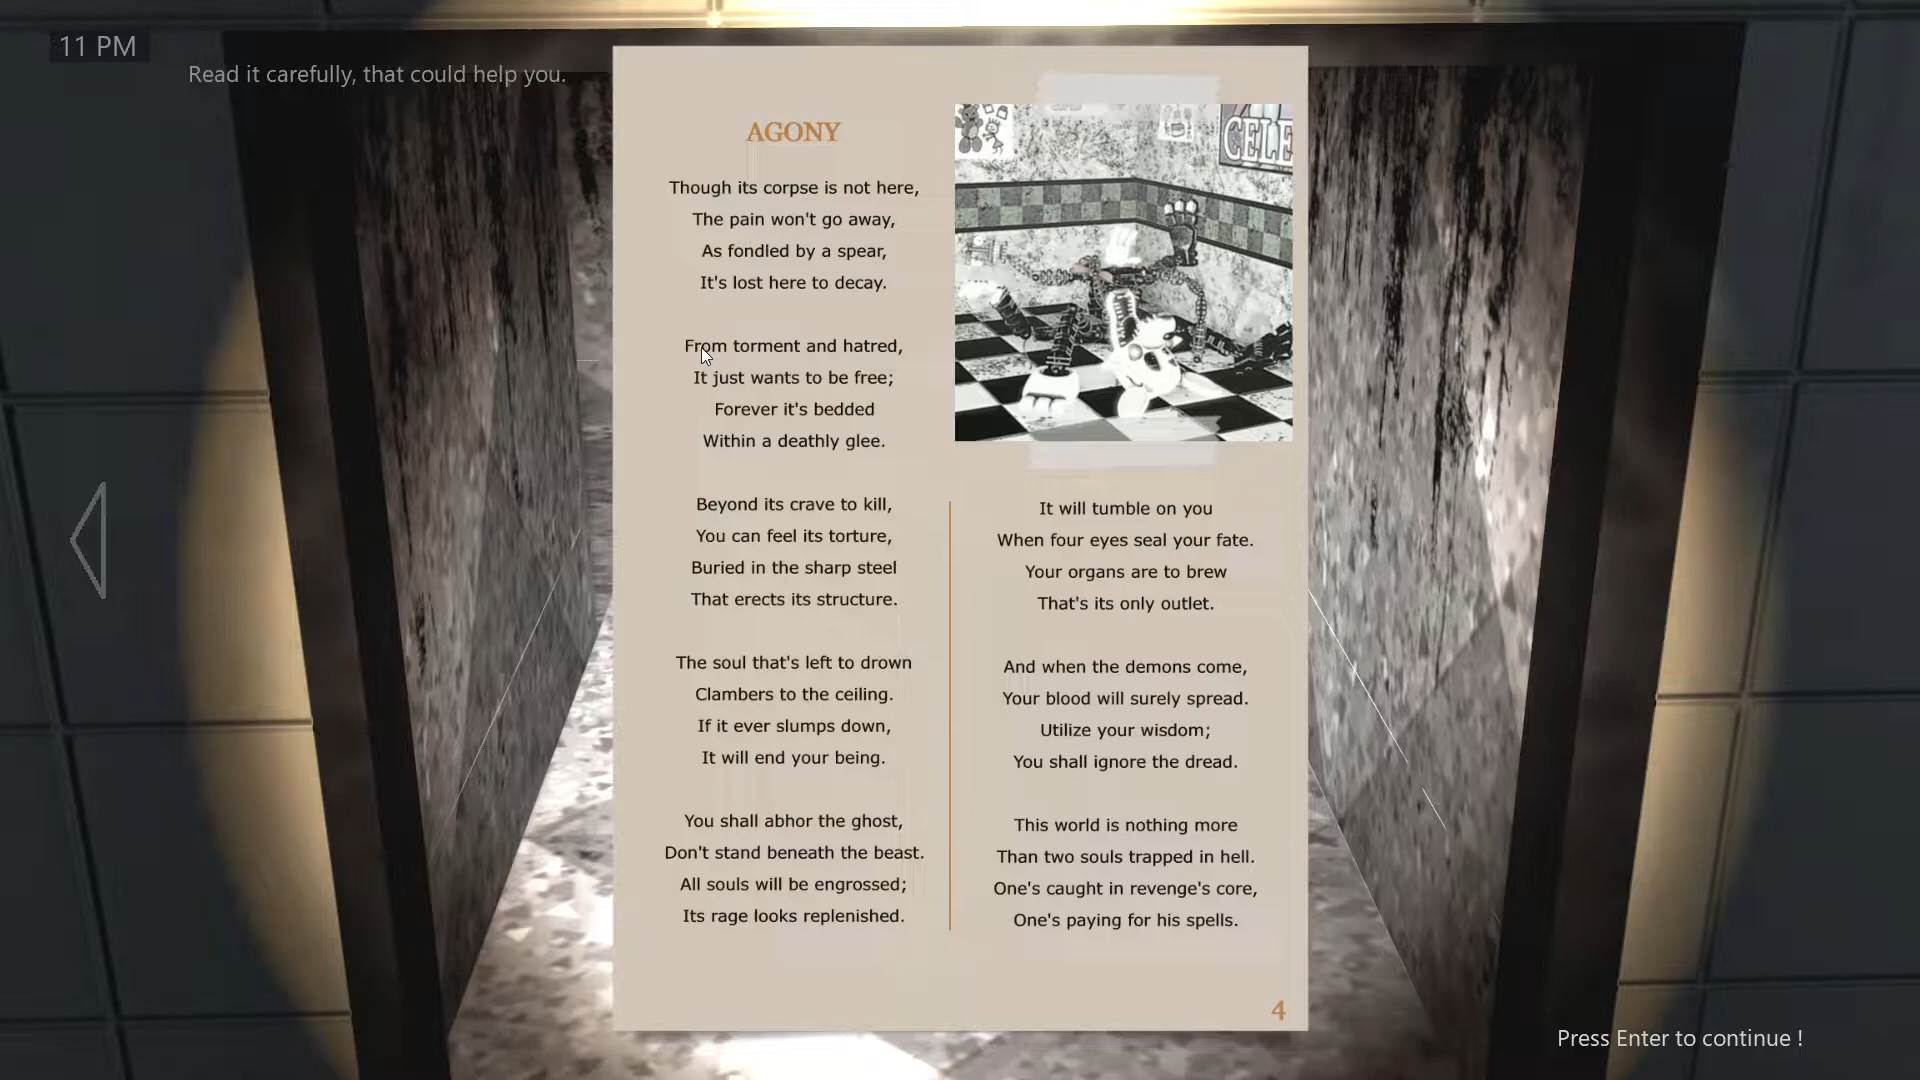 11 PM
Read it carefully, that could help you.
AGONY
Though its corpse is not here,
The pain won't go away,
As fondled by a spear,
It's lost here to decay.
From torment and hatred,
It just wants to be free;
Forever it's bedded
Within a deathly glee.
Beyond its crave to kill,
You can feel its torture,
Buried in the sharp steel
That erects its structure.
The soul that's left to drown
Clambers to the ceiling.
If it ever slumps down,
It will end your being.
You shall abhor the ghost,
Don't stand beneath the beast.
All souls will be engrossed;
Its rage looks replenished.
CELE
It will tumble on you
When four eyes seal your fate.
Your organs are to brew
That's its only outlet.
And when the demons come,
Your blood will surely spread.
Utilize your wisdom;
You shall ignore the dread.
This world is nothing more
Than two souls trapped in hell.
One's caught in revenge's core,
One's paying for his spells.
4
Press Enter to continue !